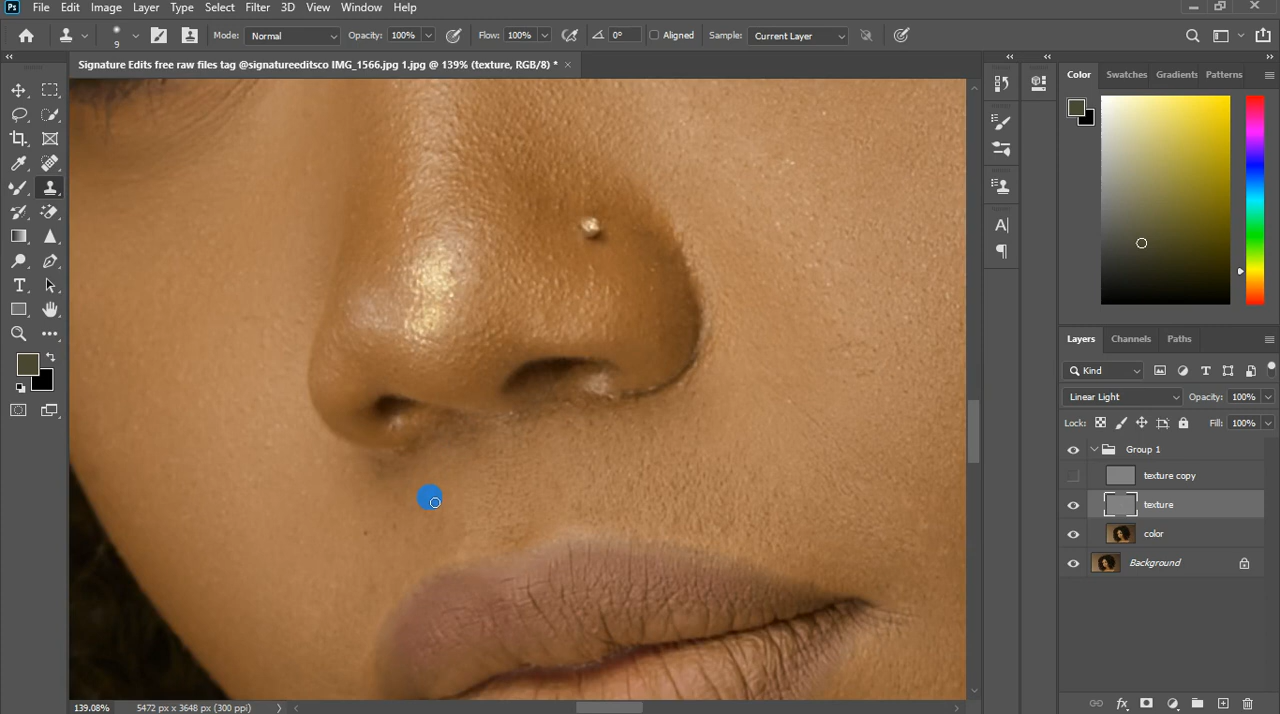 Ps File Edit Image Layer Type Select Filter 3D View Window Help
9 Mode: Normal Opacity: 100% Flow: 100% 0° Aligned Sample: Current Layer
Signature Edits free raw files tag @signatureeditsco IMG_1566.jpg 1.jpg @ 139% (texture, RGB/8) *
Color Swatches Gradients Patterns
Layers Channels Paths
Kind
Linear Light Opacity: 100%
Lock: Fill: 100%
Group 1
texture copy
texture
color
Background
139.08% 5472 px x 3648 px (300 ppi)